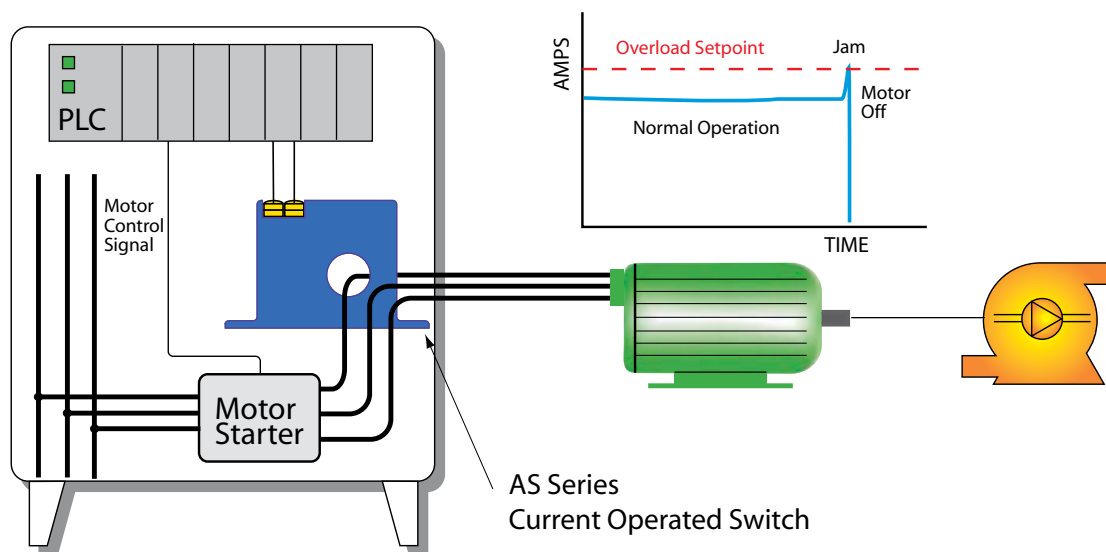 PLC
Motor
Control
Signal
Motor
Starter
AMPS
Overload Setpoint
Jam
Motor
Off
Normal Operation
TIME
AS Series
Current Operated Switch